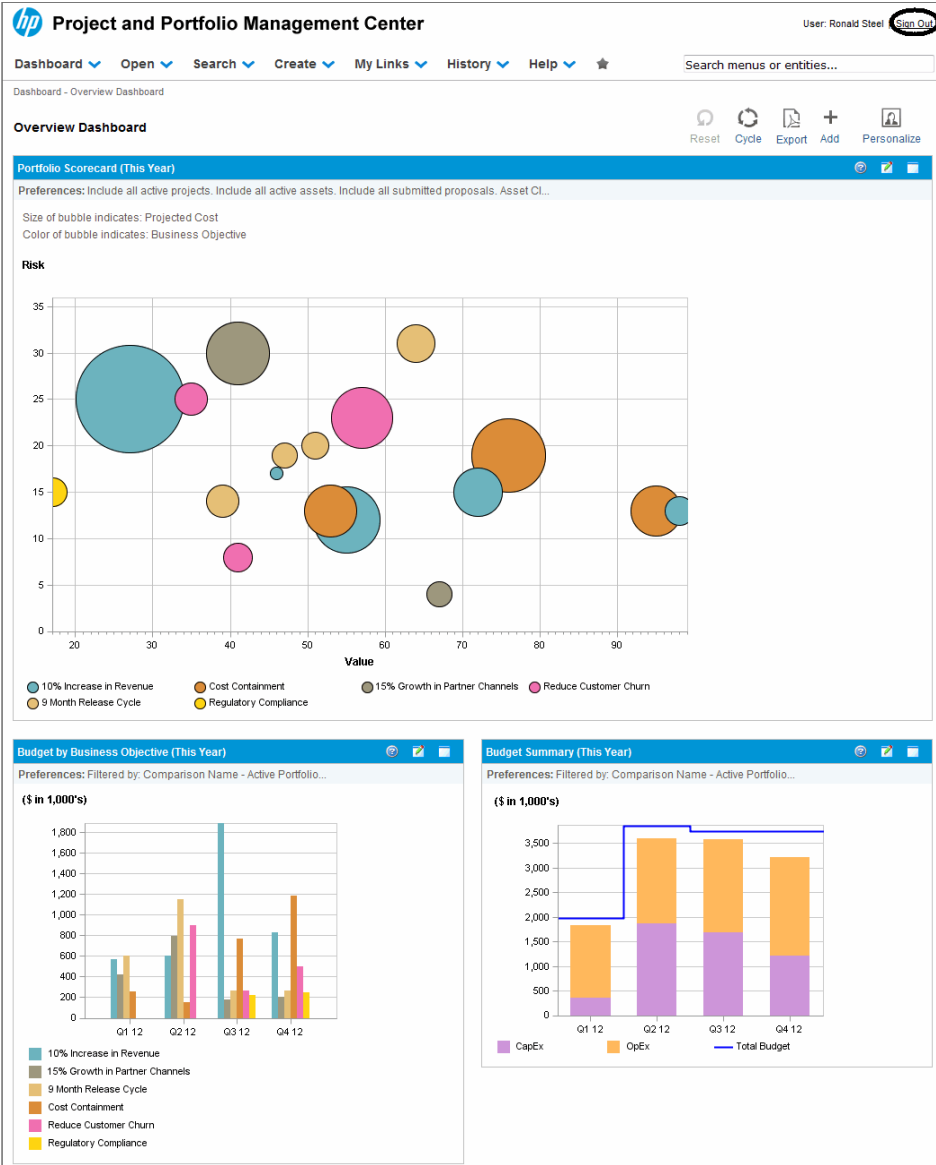 hp Project and Portfolio Management Center
User: Ronald Steel Sign Out
Dashboard Open Search Create My Links History Help Search menus or entities...
Dashboard - Overview Dashboard
Overview Dashboard
Reset Cycle Export Add Personalize
Portfolio Scorecard (This Year)
Preferences: Include all active projects. Include all active assets. Include all submitted proposals. Asset Cl...
Size of bubble indicates: Projected Cost
Color of bubble indicates: Business Objective
Risk
35
30
25
20
15
10
5
0
20 30 40 50 60 70 80 90
Value
10% Increase in Revenue Cost Containment 15% Growth in Partner Channels Reduce Customer Churn
9 Month Release Cycle Regulatory Compliance
Budget by Business Objective (This Year)
Preferences: Filtered by: Comparison Name - Active Portfolio...
($ in 1,000's)
1,800
1,600
1,400
1,200
1,000
800
600
400
200
0
Q1 12 Q2 12 Q3 12 Q4 12
10% Increase in Revenue
15% Growth in Partner Channels
9 Month Release Cycle
Cost Containment
Reduce Customer Churn
Regulatory Compliance
Budget Summary (This Year)
Preferences: Filtered by: Comparison Name - Active Portfolio...
($ in 1,000's)
3,500
3,000
2,500
2,000
1,500
1,000
500
0
Q1 12 Q2 12 Q3 12 Q4 12
CapEx OpEx Total Budget